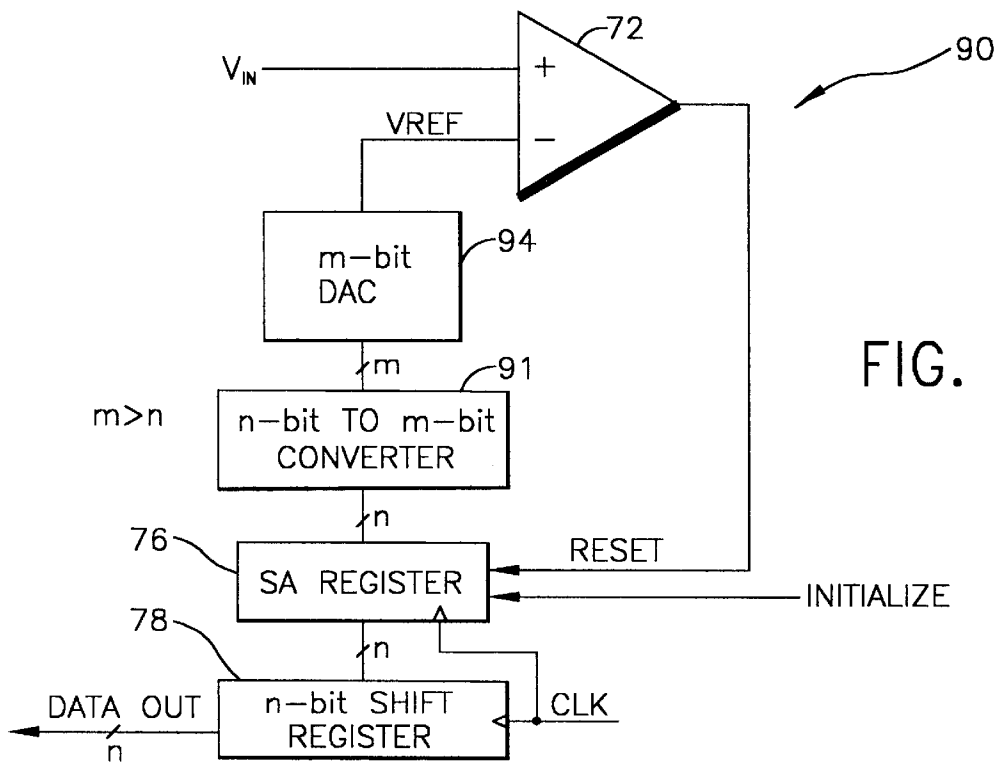 72
90
V_IN
+
VREF
−
94
m-bit
DAC
m
91
FIG.
m>n
n-bit TO m-bit
CONVERTER
n
76
RESET
SA REGISTER
INITIALIZE
78
n
n-bit SHIFT
REGISTER
CLK
DATA OUT
n